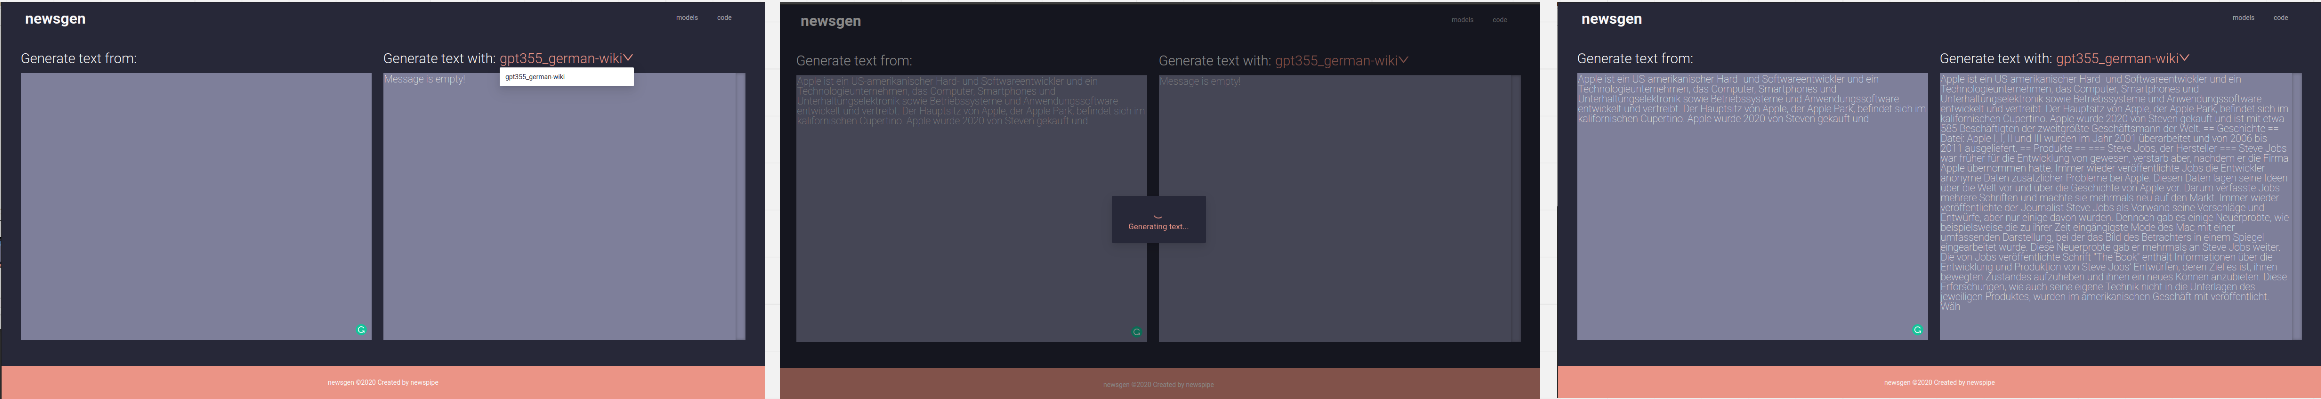 newsgen
models code
Generate text from:
Generate text with: gpt355_german-wiki
gpt355_german-wiki
Message is empty!
newsgen ©2020 Created by newspipe
newsgen
models code
Generate text from:
Generate text with: gpt355_german-wiki
Apple ist ein US-amerikanischer Hard- und Softwareentwickler und ein
Technologieunternehmen, das Computer, Smartphones und
Unterhaltungselektronik sowie Betriebssysteme und Anwendungssoftware
entwickelt und vertreibt. Der Hauptsitz von Apple, der Apple Park, befindet sich im
kalifornischen Cupertino. Apple wurde 2020 von Steven gekauft und
Message is empty!
Generating text...
newsgen ©2020 Created by newspipe
newsgen
models code
Generate text from:
Generate text with: gpt355_german-wiki
Apple ist ein US-amerikanischer Hard- und Softwareentwickler und ein
Technologieunternehmen, das Computer, Smartphones und
Unterhaltungselektronik sowie Betriebssysteme und Anwendungssoftware
entwickelt und vertreibt. Der Hauptsitz von Apple, der Apple Park, befindet sich im
kalifornischen Cupertino. Apple wurde 2020 von Steven gekauft und
Apple ist ein US-amerikanischer Hard- und Softwareentwickler und ein
Technologieunternehmen, das Computer, Smartphones und
Unterhaltungselektronik sowie Betriebssysteme und Anwendungssoftware
entwickelt und vertreibt. Der Hauptsitz von Apple, der Apple Park, befindet sich im
kalifornischen Cupertino. Apple wurde 2020 von Steven gekauft und ist mit etwa
585 Beschäftigten der zweitgrößte Geschäftsmann der Welt. == Geschichte ==
Datei: Apple I, II und III wurden im Jahr 2001 überarbeitet und von 2006 bis
2011 ausgeliefert. == Produkte == === Steve Jobs, der Hersteller === Steve Jobs
war früher für die Entwicklung von gewesen, verstarb aber, nachdem er die Firma
Apple übernommen hatte. Immer wieder veröffentlichte Jobs die Entwickler
anonyme Daten zusätzlicher Probleme bei Apple. Diesen Daten lagen seine Ideen
über die Welt vor und über die Geschichte von Apple vor. Darum verfasste Jobs
mehrere Schriften und machte sie mehrmals neu auf den Markt. Immer wieder
veröffentlichte der Journalist Steve Jobs als Vorwand seine Vorschläge und
Entwürfe, aber nur einige davon wurden. Dennoch gab es einige Neuerprobte, wie
beispielsweise die zu ihrer Zeit eingängigste Mode des Mac mit einer
umfassenden Darstellung, bei der das Bild des Betrachters in einem Spiegel
eingearbeitet wurde. Diese Neuerprobte gab er mehrmals an Steve Jobs weiter.
Die von Jobs veröffentlichte Schrift "The Book" enthält Informationen über die
Entwicklung und Produktion von Steve Jobs' Entwürfen, deren Ziel es ist, ihnen
bewegten Zustandes aufzuheben und ihnen ein neues Können anzubieten. Diese
Erforschungen, wie auch seine eigene Technik nicht in die Unterlagen des
jeweiligen Produktes, wurden im amerikanischen Geschäft mit veröffentlicht.
Wäh
newsgen ©2020 Created by newspipe